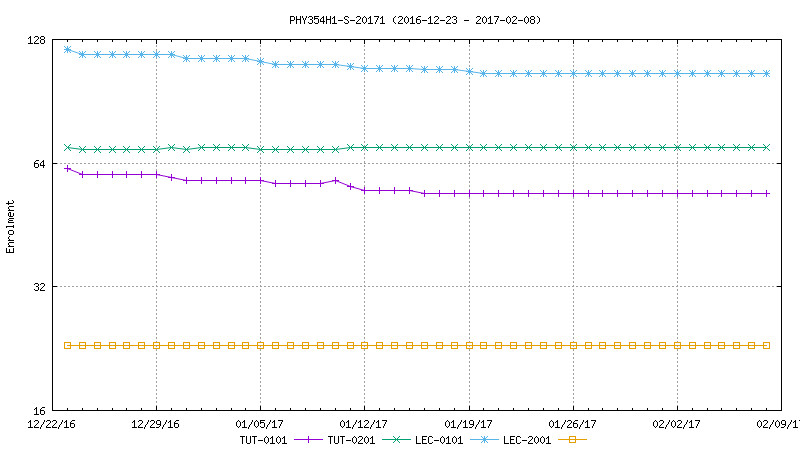 PHY354H1-S-20171 (2016-12-23 - 2017-02-08)
128
64
Enrolment
32
16
12/22/16 12/29/16 01/05/17 01/12/17 01/19/17 01/26/17 02/02/17 02/09/17
TUT-0101 TUT-0201 LEC-0101 LEC-2001